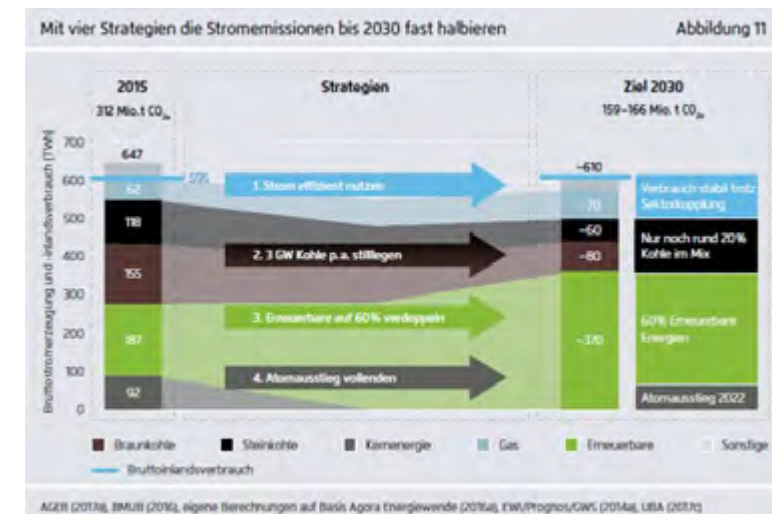 Mit vier Strategien die Stromemissionen bis 2030 fast halbieren
Abbildung 11
2015
Strategien
Ziel 2030
312 Mio. t CO₂ₑ
159–166 Mio. t CO₂ₑ
Bruttostromerzeugung und -inlandsverbrauch [TWh]
700
600
500
400
300
200
100
0
647
62
118
155
187
92
1. Strom effizient nutzen
2. 3 GW Kohle p.a. stilllegen
3. Erneuerbare auf 60% verdoppeln
4. Atomausstieg vollenden
~610
70
~60
~80
~370
Verbrauch stabil trotz
Sektorkopplung
Nur noch rund 20%
Kohle im Mix
60% Erneuerbare
Energien
Atomausstieg 2022
Braunkohle
Steinkohle
Kernenergie
Gas
Erneuerbare
Sonstige
Bruttoinlandsverbrauch
AGEB (2017a), BMUB (2016), eigene Berechnungen auf Basis Agora Energiewende (2016a), EWI/Prognos/GWS (2014a), UBA (2017c)